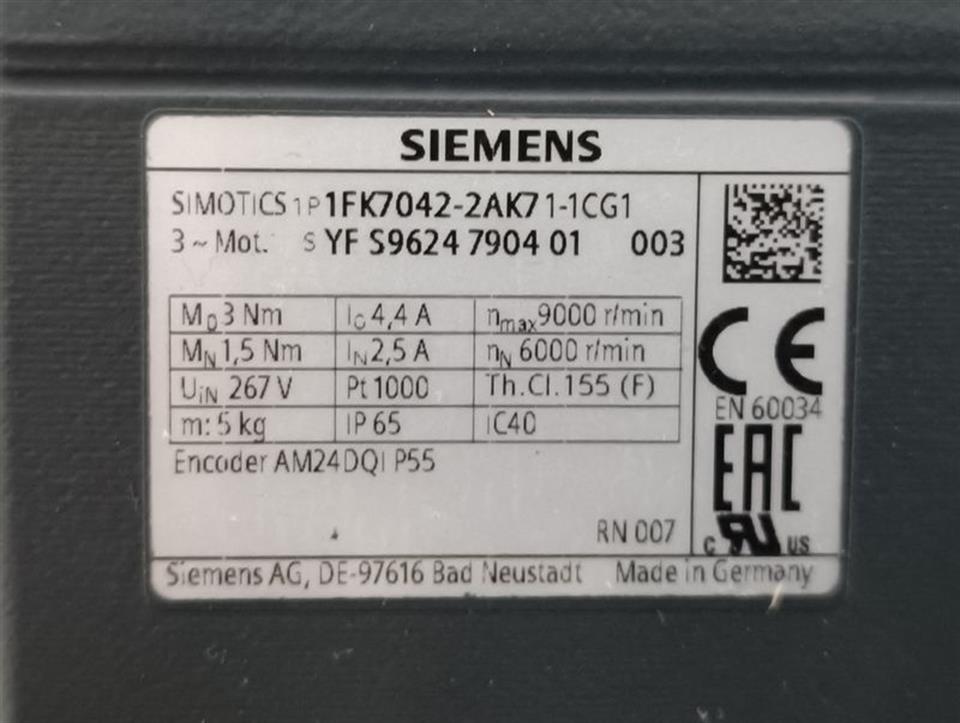 SIEMENS
SIMOTICS 1P 1FK7042-2AK71-1CG1
3 ~ Mot. S YF S9624 7904 01 003
M0 3 Nm I0 4,4 A nmax 9000 r/min
MN 1,5 Nm IN 2,5 A nN 6000 r/min
UiN 267 V Pt 1000 Th.Cl. 155 (F)
m: 5 kg IP 65 IC40
CE
EN 60034
Encoder AM24DQI P55
EAC
RN 007
C RU US
Siemens AG, DE-97616 Bad Neustadt Made in Germany